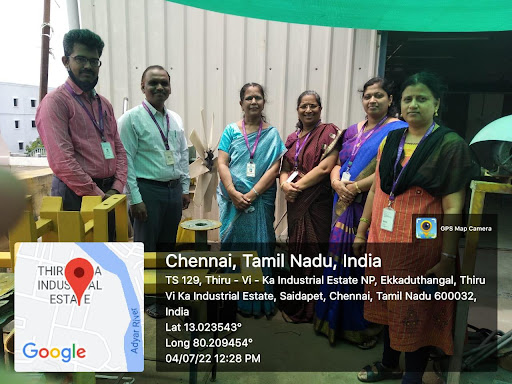 GPS Map Camera
Chennai, Tamil Nadu, India
TS 129, Thiru - Vi - Ka Industrial Estate NP, Ekkaduthangal, Thiru
Vi Ka Industrial Estate, Saidapet, Chennai, Tamil Nadu 600032,
India
Lat 13.023543°
Long 80.209454°
04/07/22 12:28 PM
INDUSTRIAL
ESTATE
Adyar River
Google